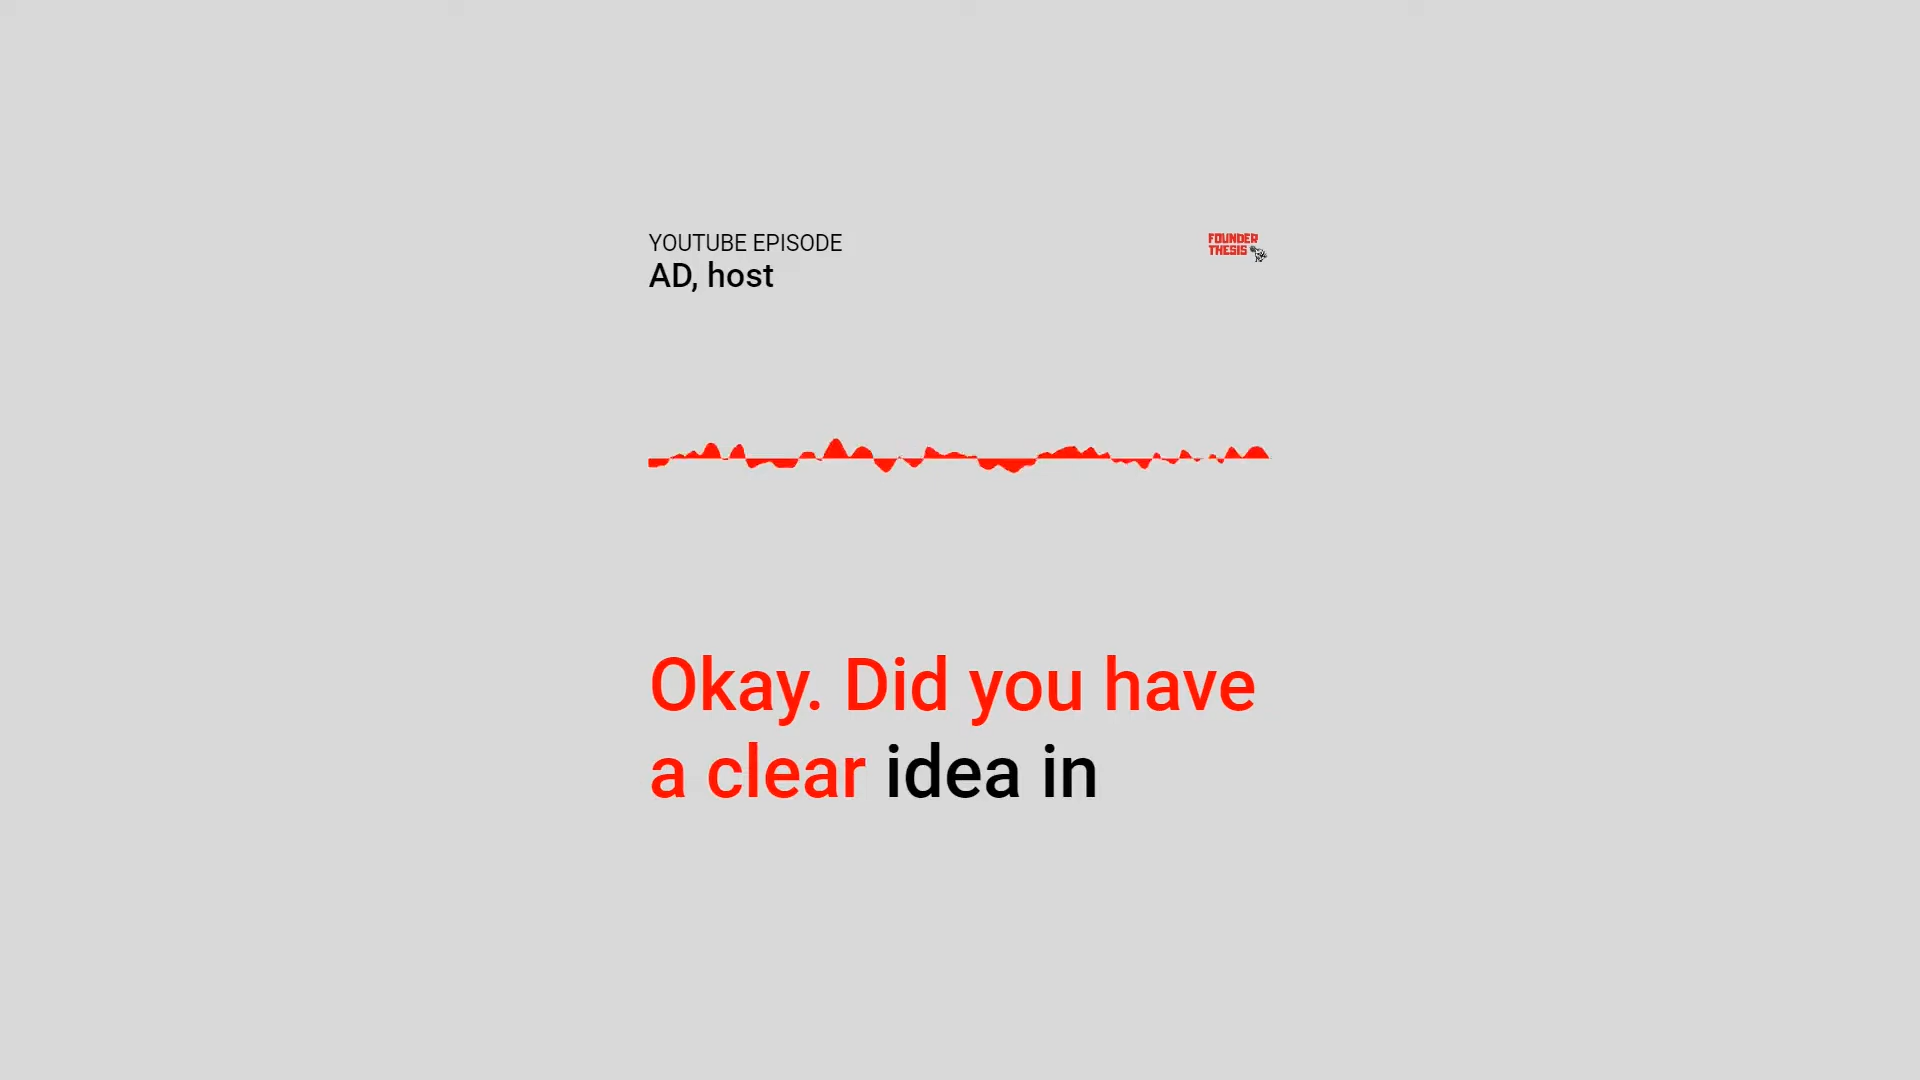 YOUTUBE EPISODE
AD, host
FOUNDER
THESIS
Okay. Did you have
a clear idea in